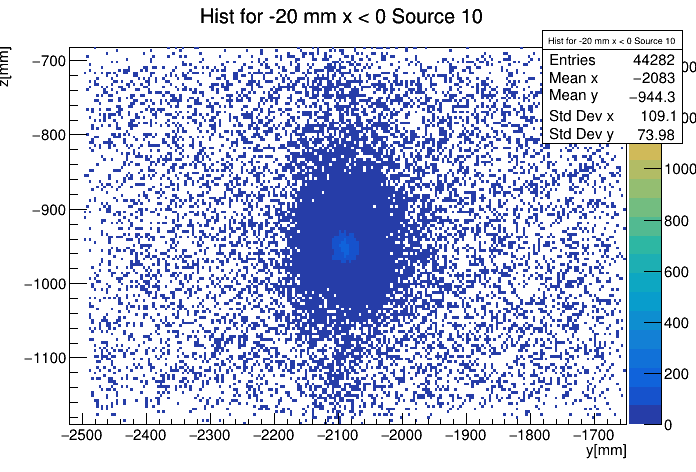 Hist for -20 mm x < 0 Source 10
Hist for -20 mm x < 0 Source 10
Entries 44282
Mean x −2083
Mean y −944.3
Std Dev x 109.1
Std Dev y 73.98
z[mm]
−700
−800
−900
−1000
−1100
−2500 −2400 −2300 −2200 −2100 −2000 −1900 −1800 −1700
y[mm]
1000
800
600
400
200
0